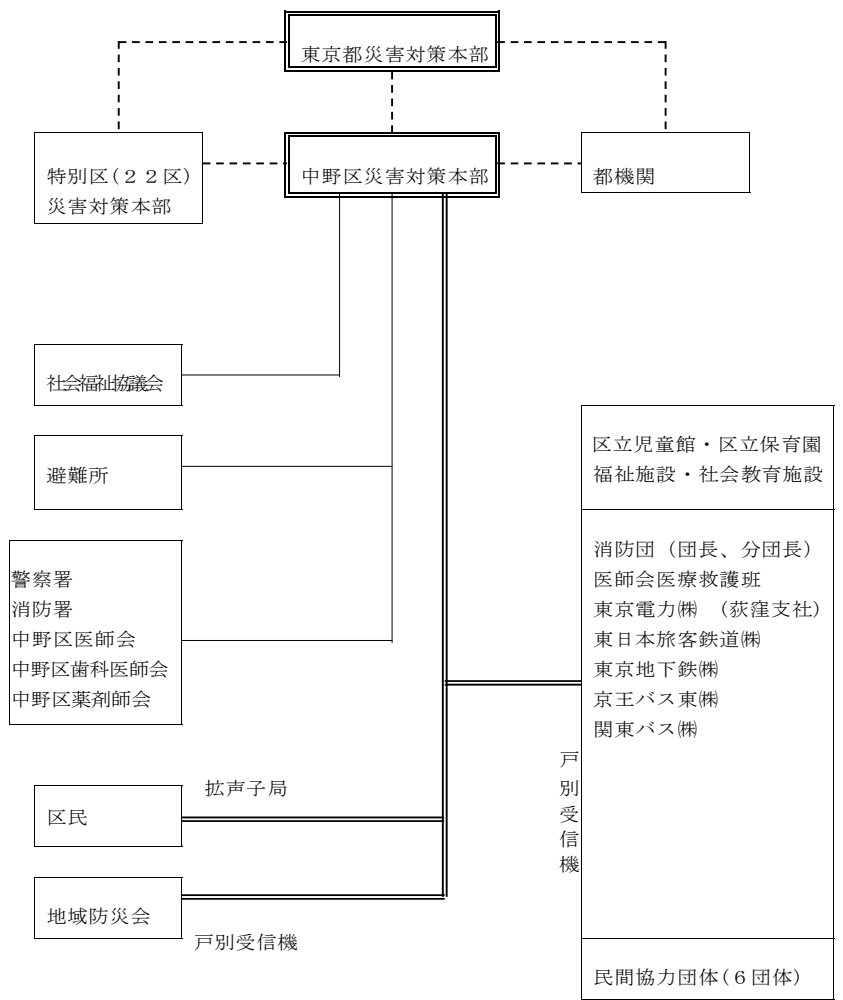 東京都災害対策本部
特別区(２２区)
災害対策本部
中野区災害対策本部
都機関
社会福祉協議会
避難所
警察署
消防署
中野区医師会
中野区歯科医師会
中野区薬剤師会
区民
拡声子局
地域防災会
戸別受信機
区立児童館・区立保育園
福祉施設・社会教育施設
消防団（団長、分団長）
医師会医療救護班
東京電力㈱　（荻窪支社）
東日本旅客鉄道㈱
東京地下鉄㈱
京王バス東㈱
関東バス㈱
戸別受信機
民間協力団体(６団体)